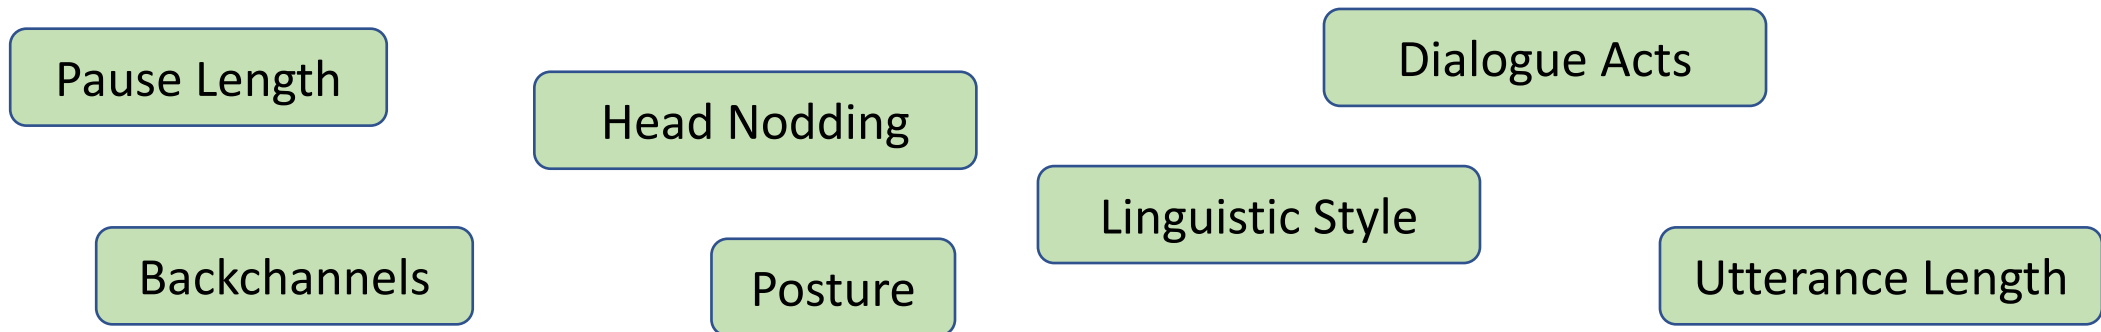 Pause Length
Head Nodding
Dialogue Acts
Linguistic Style
Backchannels
Posture
Utterance Length